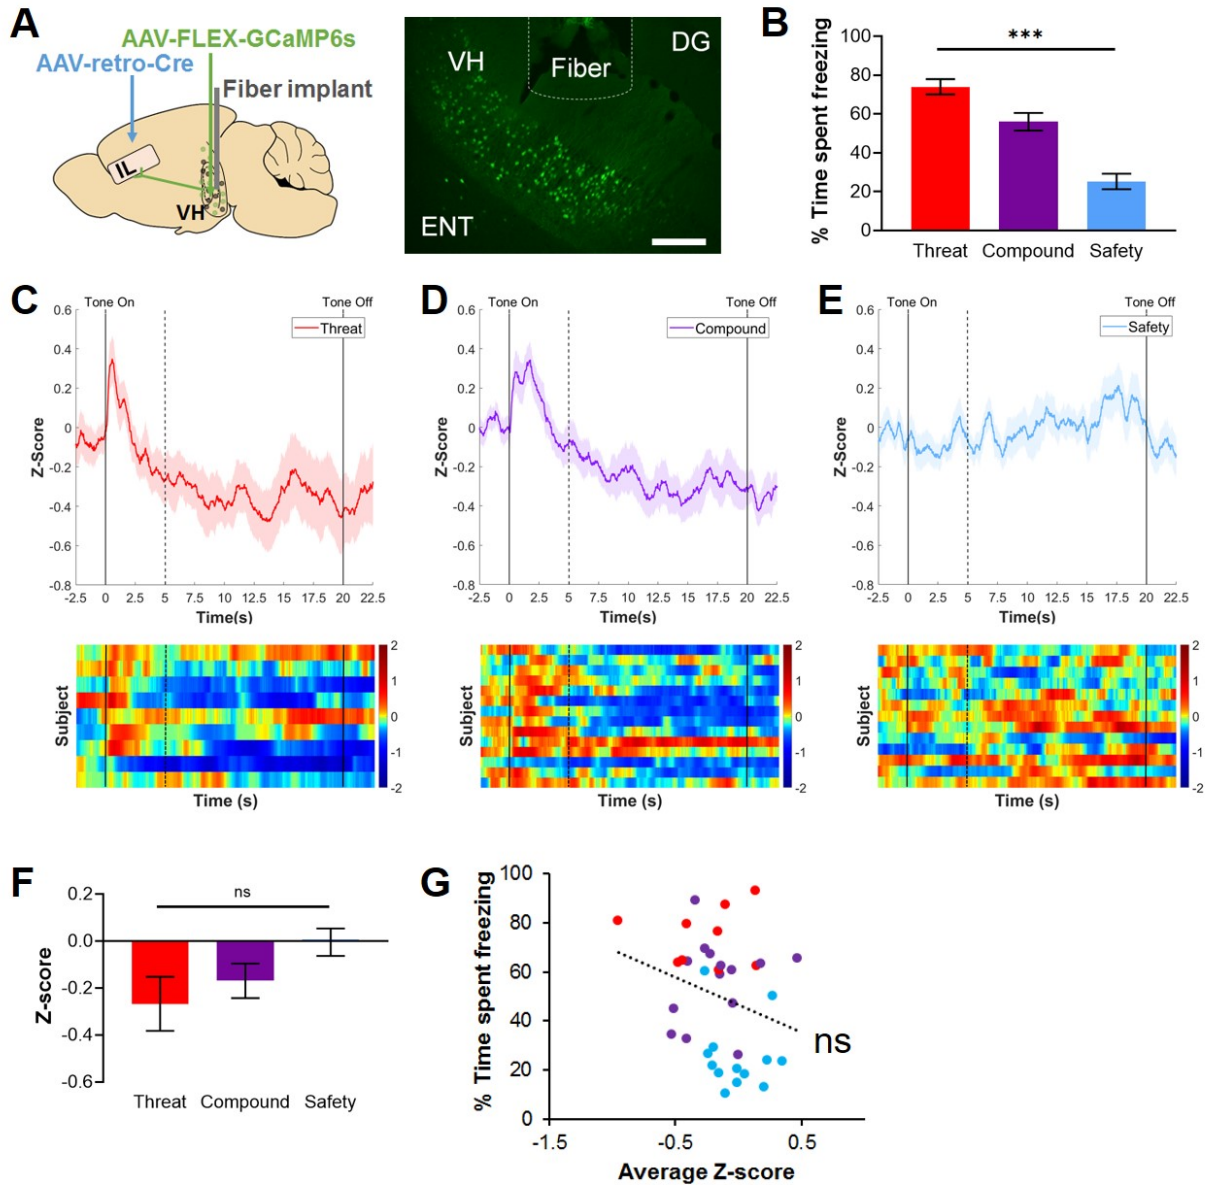 A
AAV-FLEX-GCaMP6s
AAV-retro-Cre
Fiber implant
IL
VH
VH
Fiber
DG
ENT
B
% Time spent freezing
100
80
60
40
20
0
***
Threat Compound Safety
C
Tone On Tone Off
Threat
Z-Score
0.6
0.4
0.2
0
-0.2
-0.4
-0.6
-0.8
-2.5 0 2.5 5 7.5 10 12.5 15 17.5 20 22.5
Time(s)
Subject
2
1
0
-1
-2
Time (s)
D
Tone On Tone Off
Compound
Z-Score
0.6
0.4
0.2
0
-0.2
-0.4
-0.6
-0.8
-2.5 0 2.5 5 7.5 10 12.5 15 17.5 20 22.5
Time(s)
Subject
2
1
0
-1
-2
Time (s)
E
Tone On Tone Off
Safety
Z-Score
0.6
0.4
0.2
0
-0.2
-0.4
-0.6
-0.8
-2.5 0 2.5 5 7.5 10 12.5 15 17.5 20 22.5
Time(s)
Subject
2
1
0
-1
-2
Time (s)
F
Z-score
0.2
0.0
-0.2
-0.4
-0.6
ns
Threat Compound Safety
G
% Time spent freezing
100
80
60
40
20
0
ns
-1.5 -0.5 0.5
Average Z-score